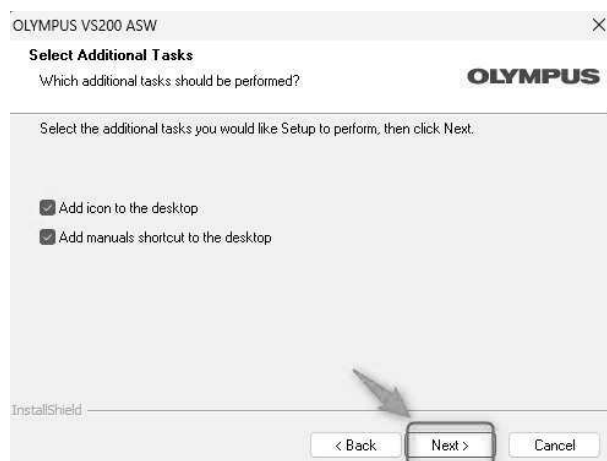 OLYMPUS VS200 ASW
Select Additional Tasks
Which additional tasks should be performed?
OLYMPUS
Select the additional tasks you would like Setup to perform, then click Next.
Add icon to the desktop
Add manuals shortcut to the desktop
InstallShield
< Back
Next >
Cancel